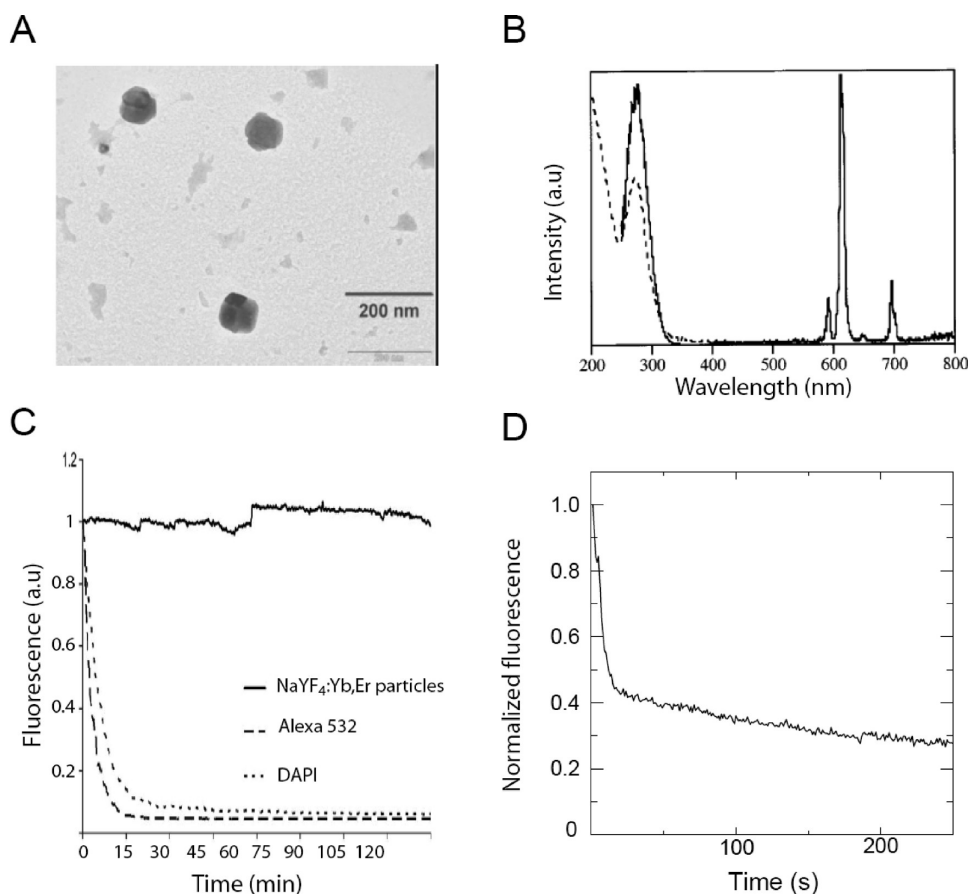 A
200 nm
B
Intensity (a.u)
200 300 400 500 600 700 800
Wavelength (nm)
C
1.2
1
0.8
0.6
0.4
0.2
Fluorescence (a.u)
NaYF₄:Yb,Er particles
Alexa 532
DAPI
0 15 30 45 60 75 90 105 120
Time (min)
D
1.0
0.8
0.6
0.4
0.2
0
Normalized fluorescence
100 200
Time (s)